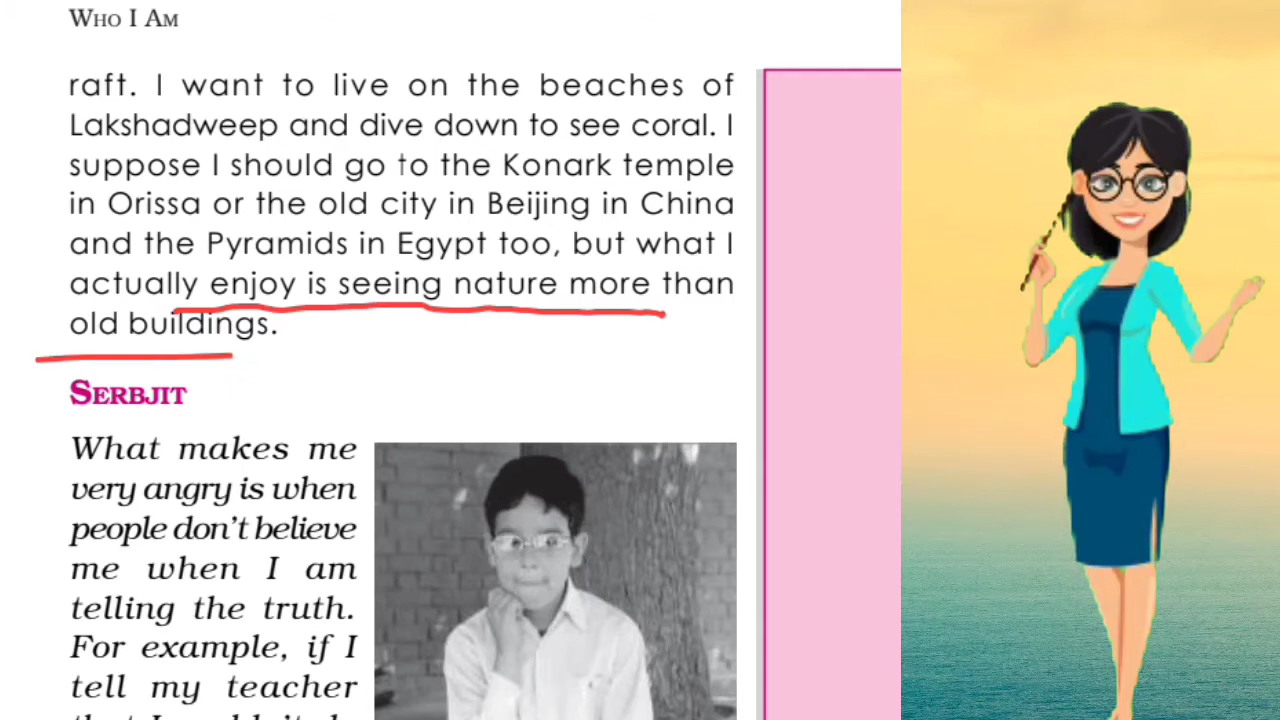 Who I Am
raft. I want to live on the beaches of
Lakshadweep and dive down to see coral. I
suppose I should go to the Konark temple
in Orissa or the old city in Beijing in China
and the Pyramids in Egypt too, but what I
actually enjoy is seeing nature more than
old buildings.
Serbjit
What makes me
very angry is when
people don't believe
me when I am
telling the truth.
For example, if I
tell my teacher